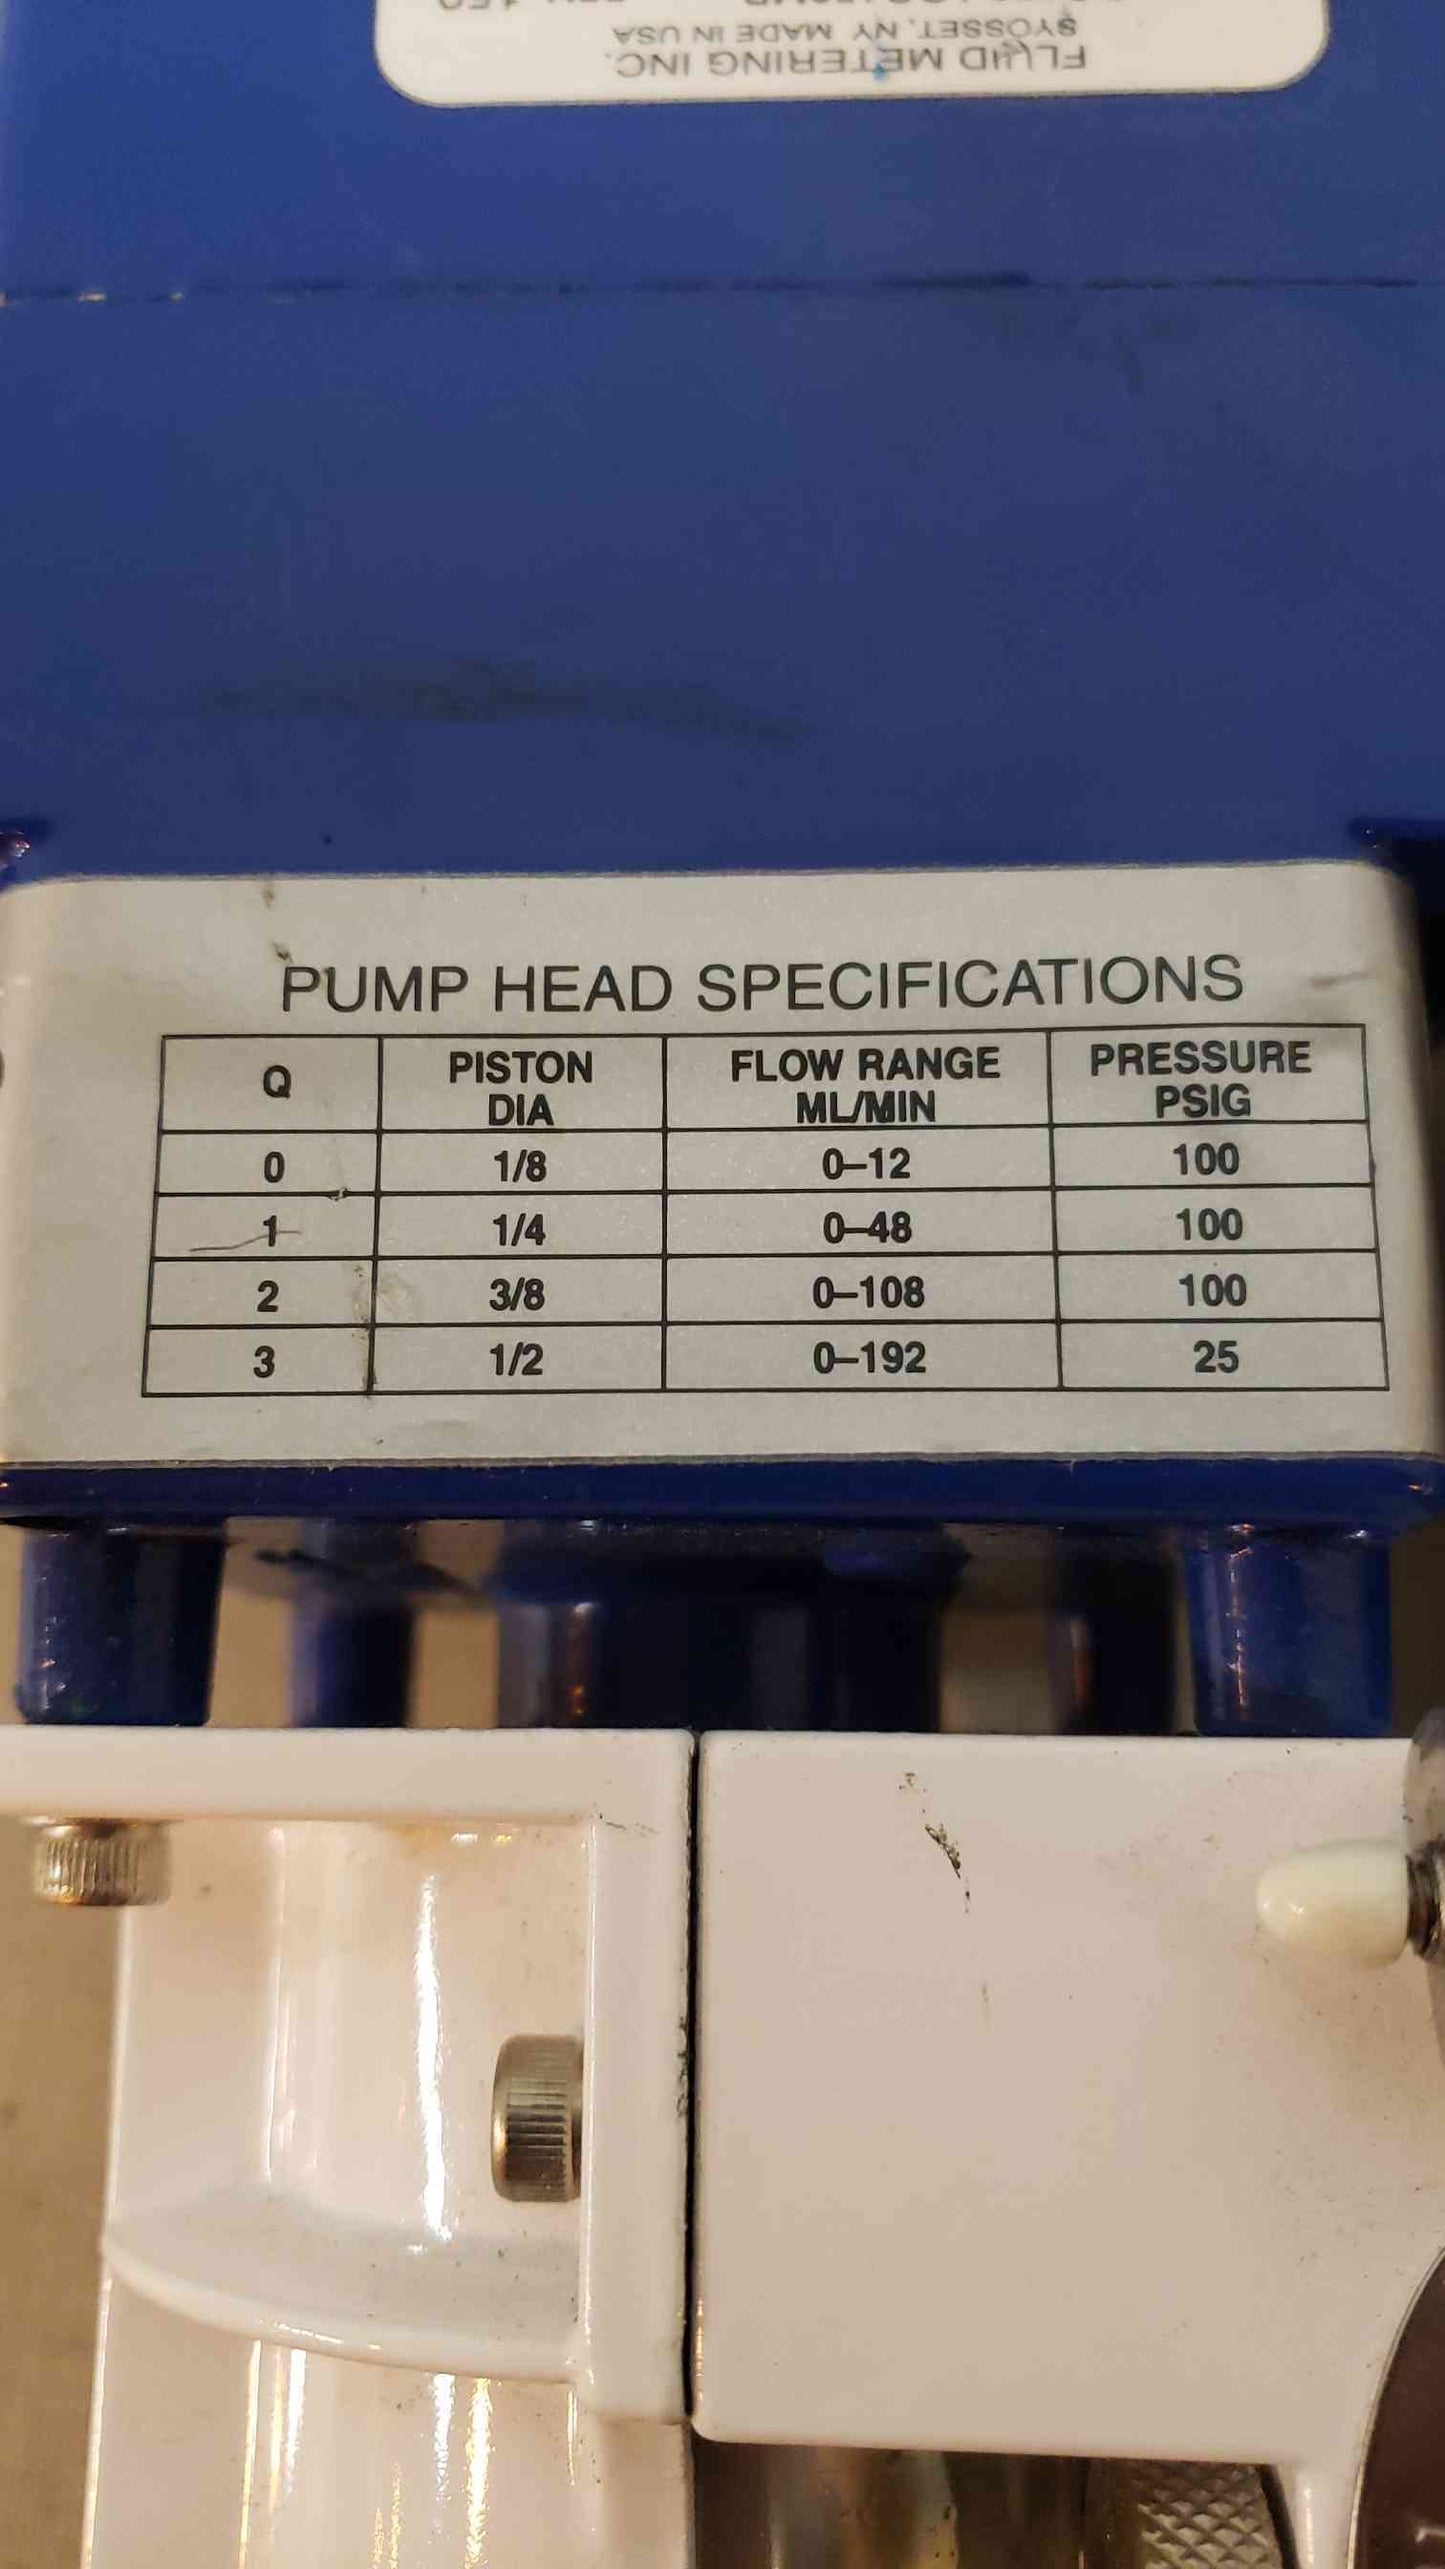 SYOSSET, NY MADE IN USA
FLUID METERING INC.
PUMP HEAD SPECIFICATIONS
Q PISTON DIA FLOW RANGE ML/MIN PRESSURE PSIG
0 1/8 0–12 100
1 1/4 0–48 100
2 3/8 0–108 100
3 1/2 0–192 25